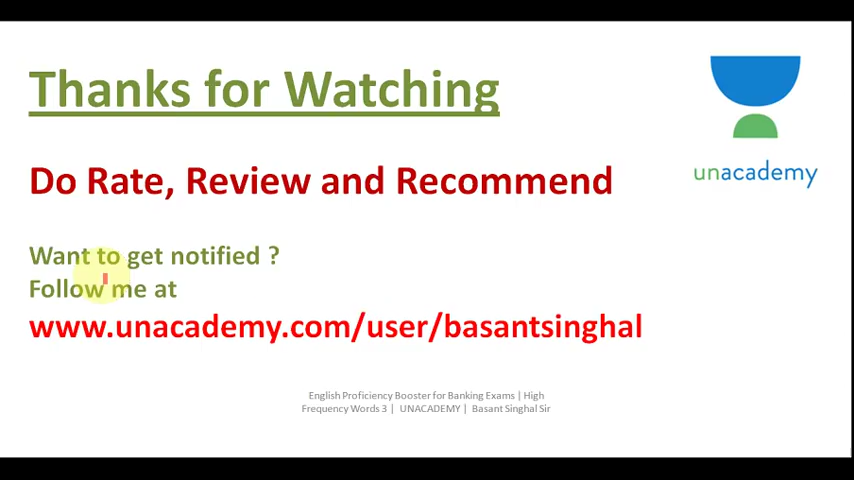 Thanks for Watching
unacademy
Do Rate, Review and Recommend
Want to get notified ?
Follow me at
www.unacademy.com/user/basantsinghal
English Proficiency Booster for Banking Exams | High
Frequency Words 3 | UNACADEMY | Basant Singhal Sir